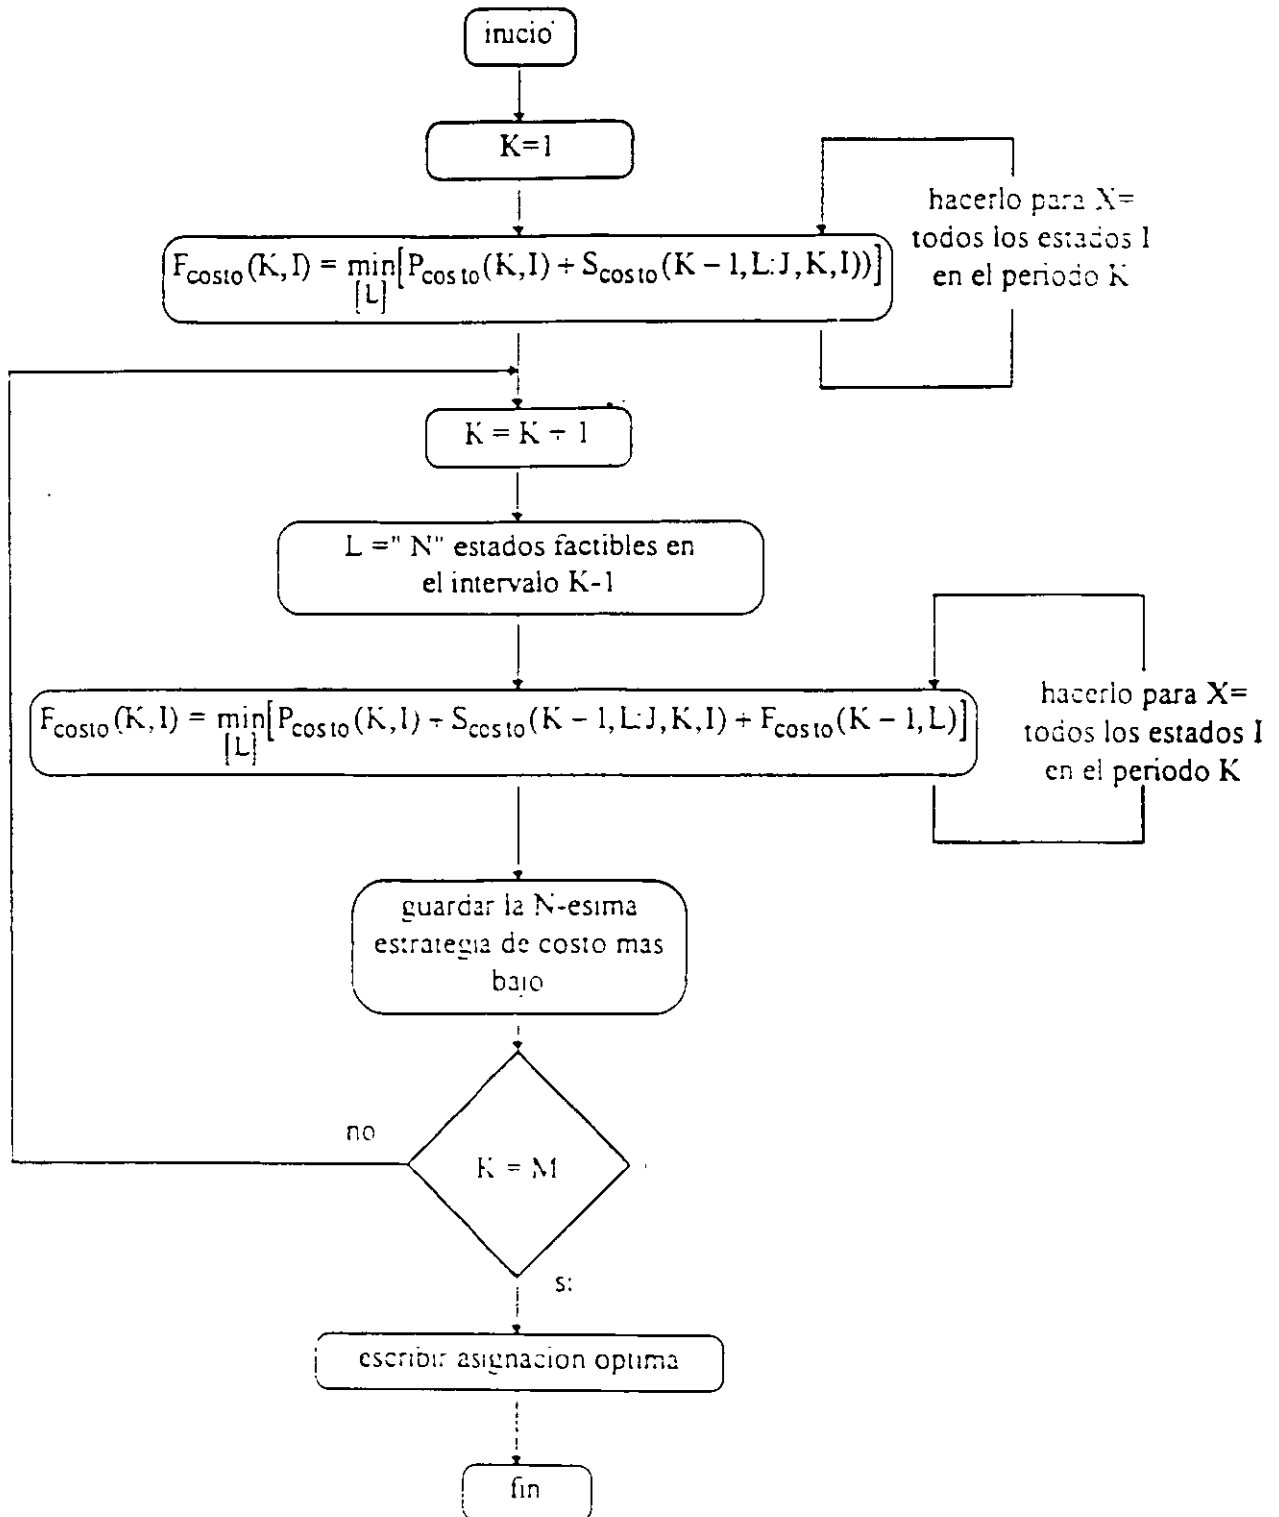 inicio
K=1
hacerlo para X=
todos los estados I
en el periodo K
F_costo(K,I) = min[P_costo(K,I) + S_costo(K-1,L:J,K,I))]
[L]
K = K + 1
L =" N" estados factibles en
el intervalo K-1
hacerlo para X=
todos los estados I
en el periodo K
F_costo(K,I) = min[P_costo(K,I) + S_costo(K-1,L:J,K,I) + F_costo(K-1,L)]
[L]
guardar la N-esima
estrategia de costo mas
bajo
no
K = M
si
escribir asignacion optima
fin